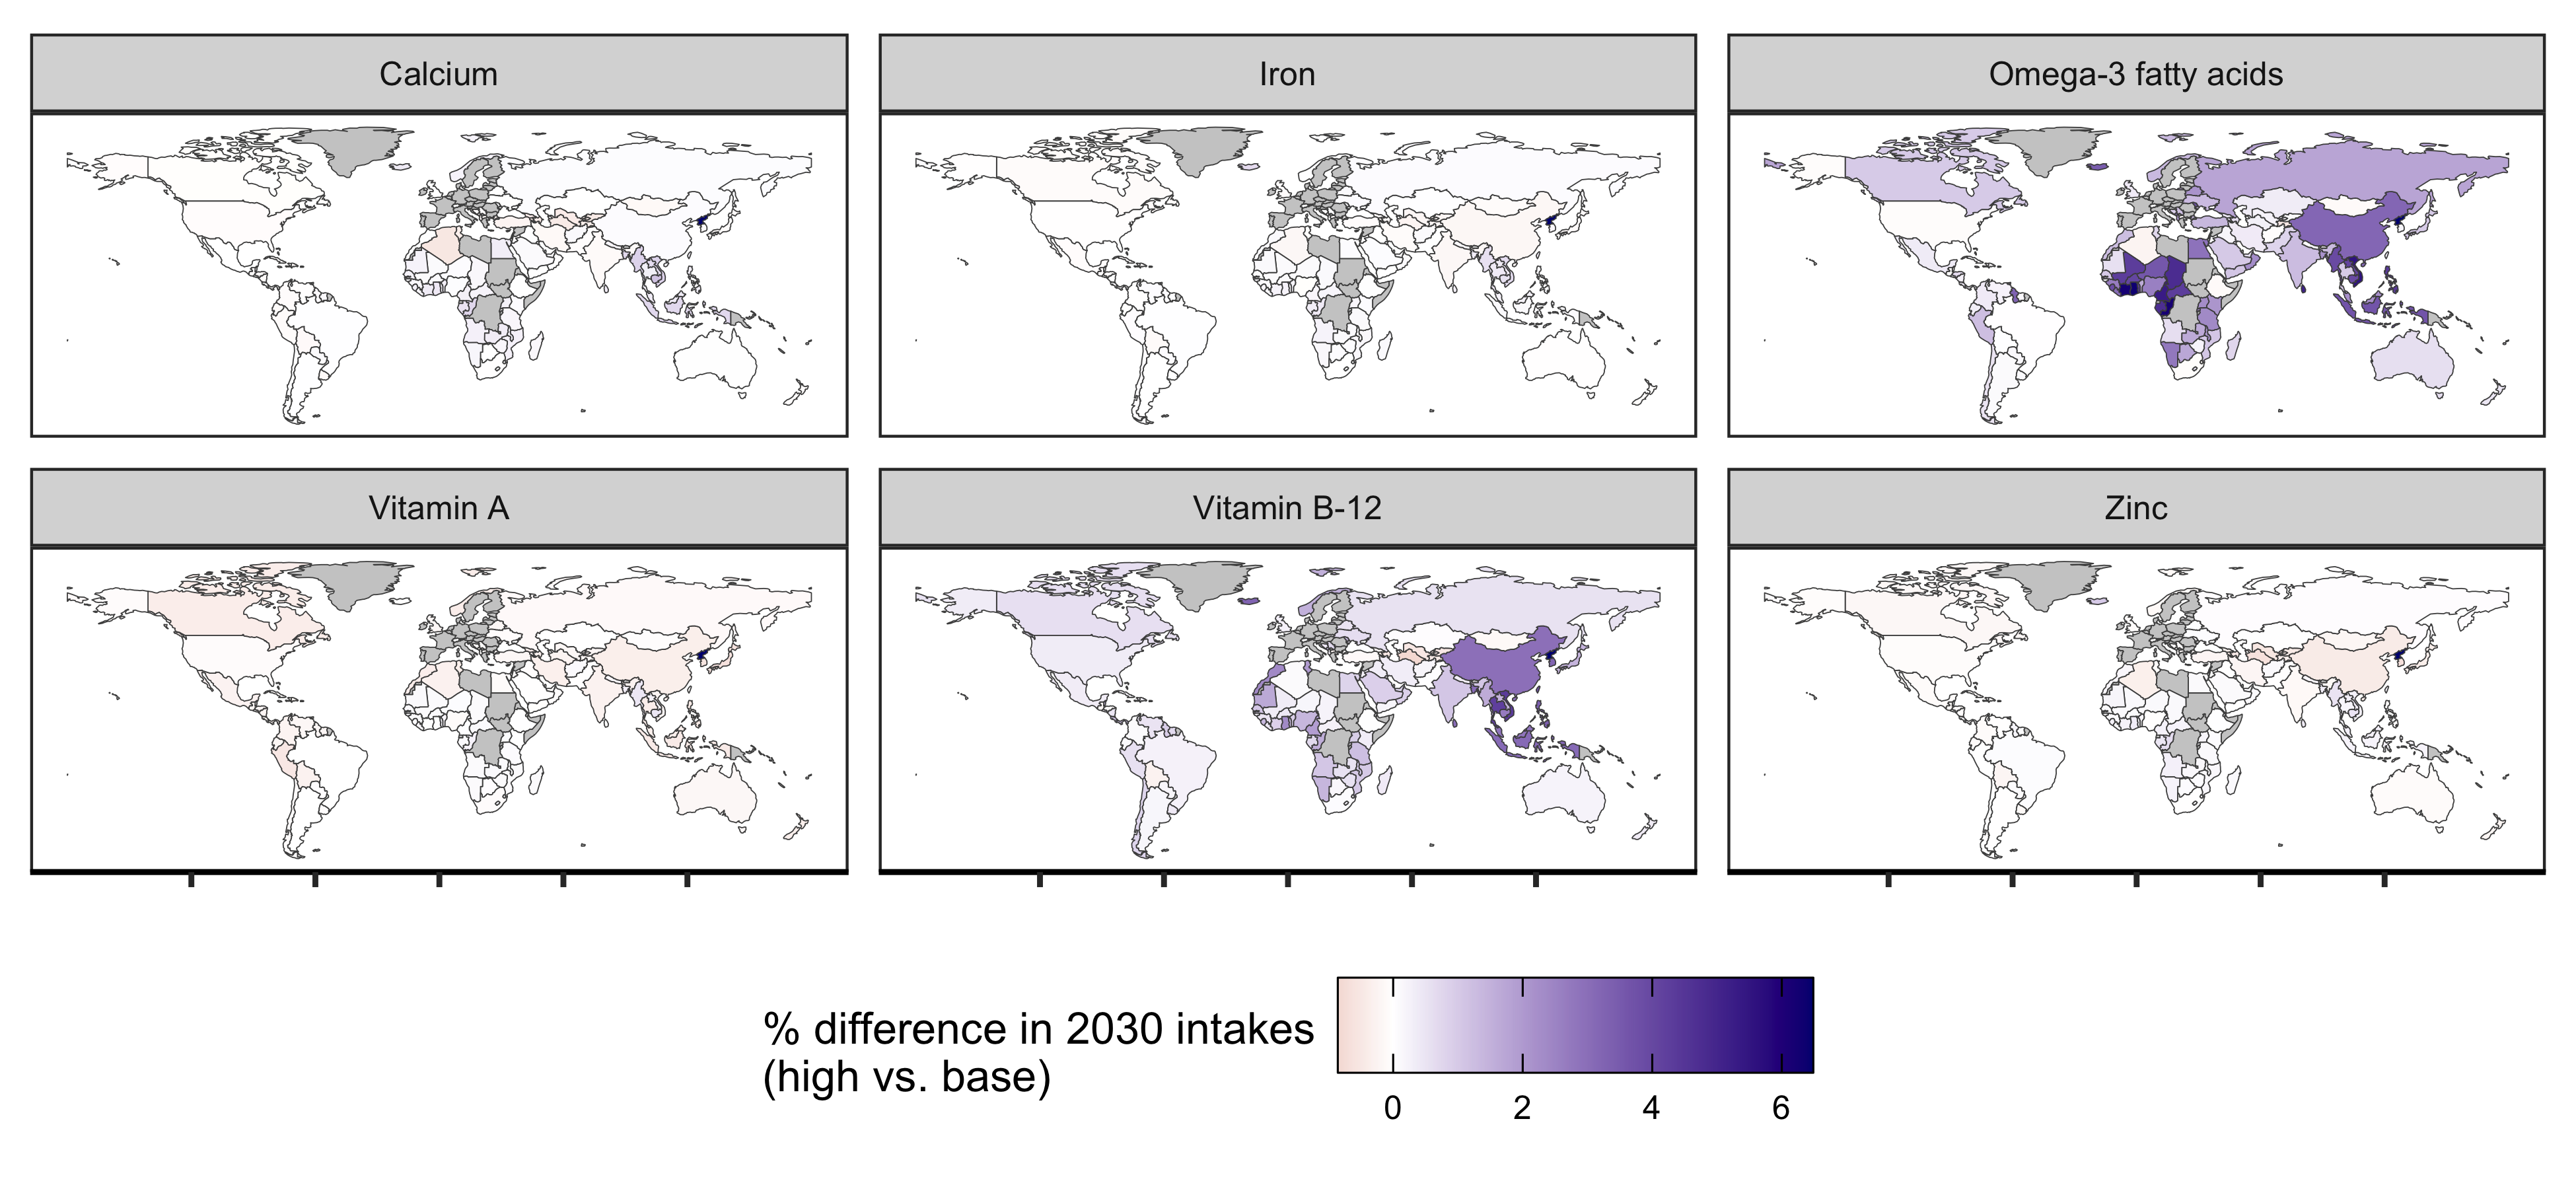 Calcium
Iron
Omega-3 fatty acids
Vitamin A
Vitamin B-12
Zinc
% difference in 2030 intakes
(high vs. base)
0 2 4 6